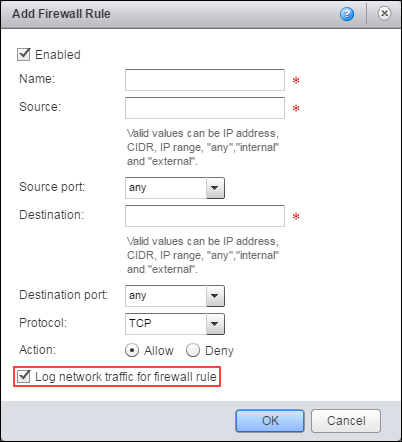 Add Firewall Rule ?
Enabled
Name: *
Source: *
Valid values can be IP address,
CIDR, IP range, "any","internal"
and "external".
Source port: any
Destination: *
Valid values can be IP address,
CIDR, IP range, "any","internal"
and "external".
Destination port: any
Protocol: TCP
Action: Allow Deny
Log network traffic for firewall rule
OK Cancel